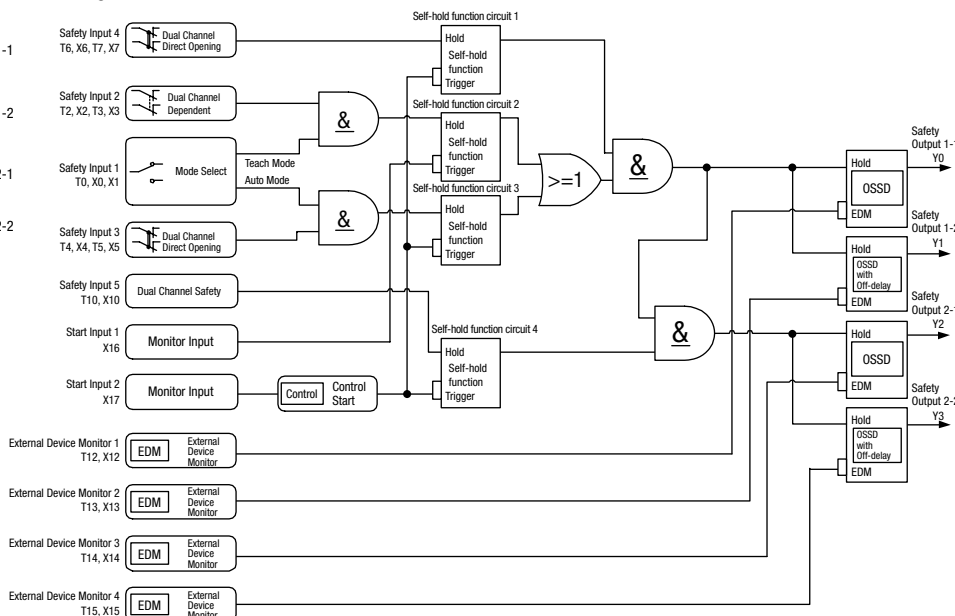 -1
-2
2-1
2-2
Safety Input 4
T6, X6, T7, X7
Dual Channel
Direct Opening
Safety Input 2
T2, X2, T3, X3
Dual Channel
Dependent
Safety Input 1
T0, X0, X1
Mode Select
Teach Mode
Auto Mode
Safety Input 3
T4, X4, T5, X5
Dual Channel
Direct Opening
Safety Input 5
T10, X10
Dual Channel Safety
Start Input 1
X16
Monitor Input
Start Input 2
X17
Monitor Input
Control
Control
Start
External Device Monitor 1
T12, X12
EDM
External
Device
Monitor
External Device Monitor 2
T13, X13
EDM
External
Device
Monitor
External Device Monitor 3
T14, X14
EDM
External
Device
Monitor
External Device Monitor 4
T15, X15
EDM
External
Device
Monitor
&
&
Self-hold function circuit 1
Hold
Self-hold
function
Trigger
Self-hold function circuit 2
Hold
Self-hold
function
Trigger
Self-hold function circuit 3
Hold
Self-hold
function
Trigger
Self-hold function circuit 4
Hold
Self-hold
function
Trigger
>=1
&
&
Safety
Output 1-1
Y0
Hold
OSSD
EDM
Safety
Output 1-2
Y1
Hold
OSSD
with
Off-delay
EDM
Safety
Output 2-1
Y2
Hold
OSSD
EDM
Safety
Output 2-2
Y3
Hold
OSSD
with
Off-delay
EDM